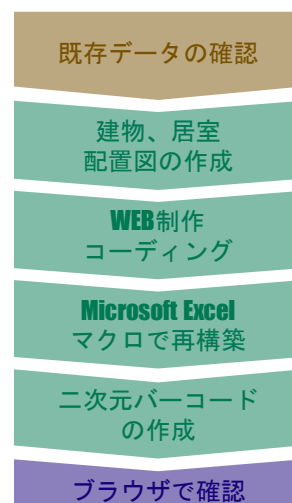 既存データの確認
建物、居室
配置図の作成
WEB制作
コーディング
Microsoft Excel
マクロで再構築
二次元バーコード
の作成
ブラウザで確認